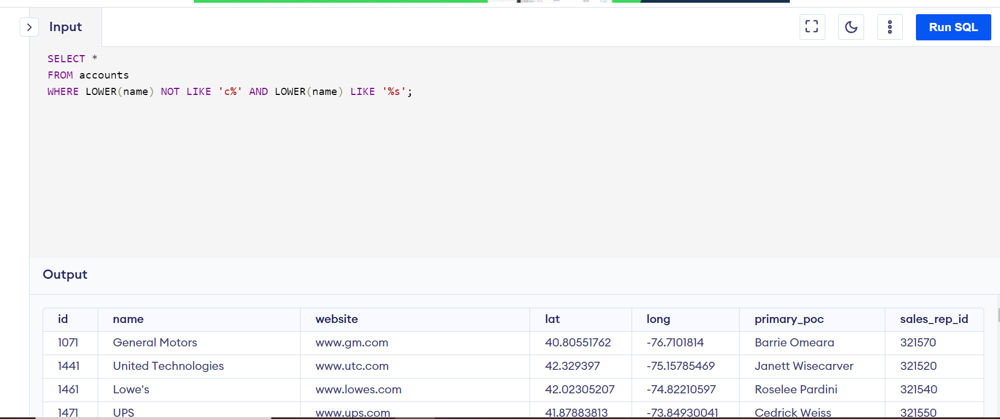 Input
Run SQL
SELECT *
FROM accounts
WHERE LOWER(name) NOT LIKE 'c%' AND LOWER(name) LIKE '%s';
Output
id name website lat long primary_poc sales_rep_id
1071 General Motors www.gm.com 40.80551762 -76.7101814 Barrie Omeara 321570
1441 United Technologies www.utc.com 42.329397 -75.15785469 Janett Wisecarver 321520
1461 Lowe's www.lowes.com 42.02305207 -74.82210597 Roselee Pardini 321540
1471 UPS www.ups.com 41.87883813 -73.84930041 Cedrick Weiss 321550